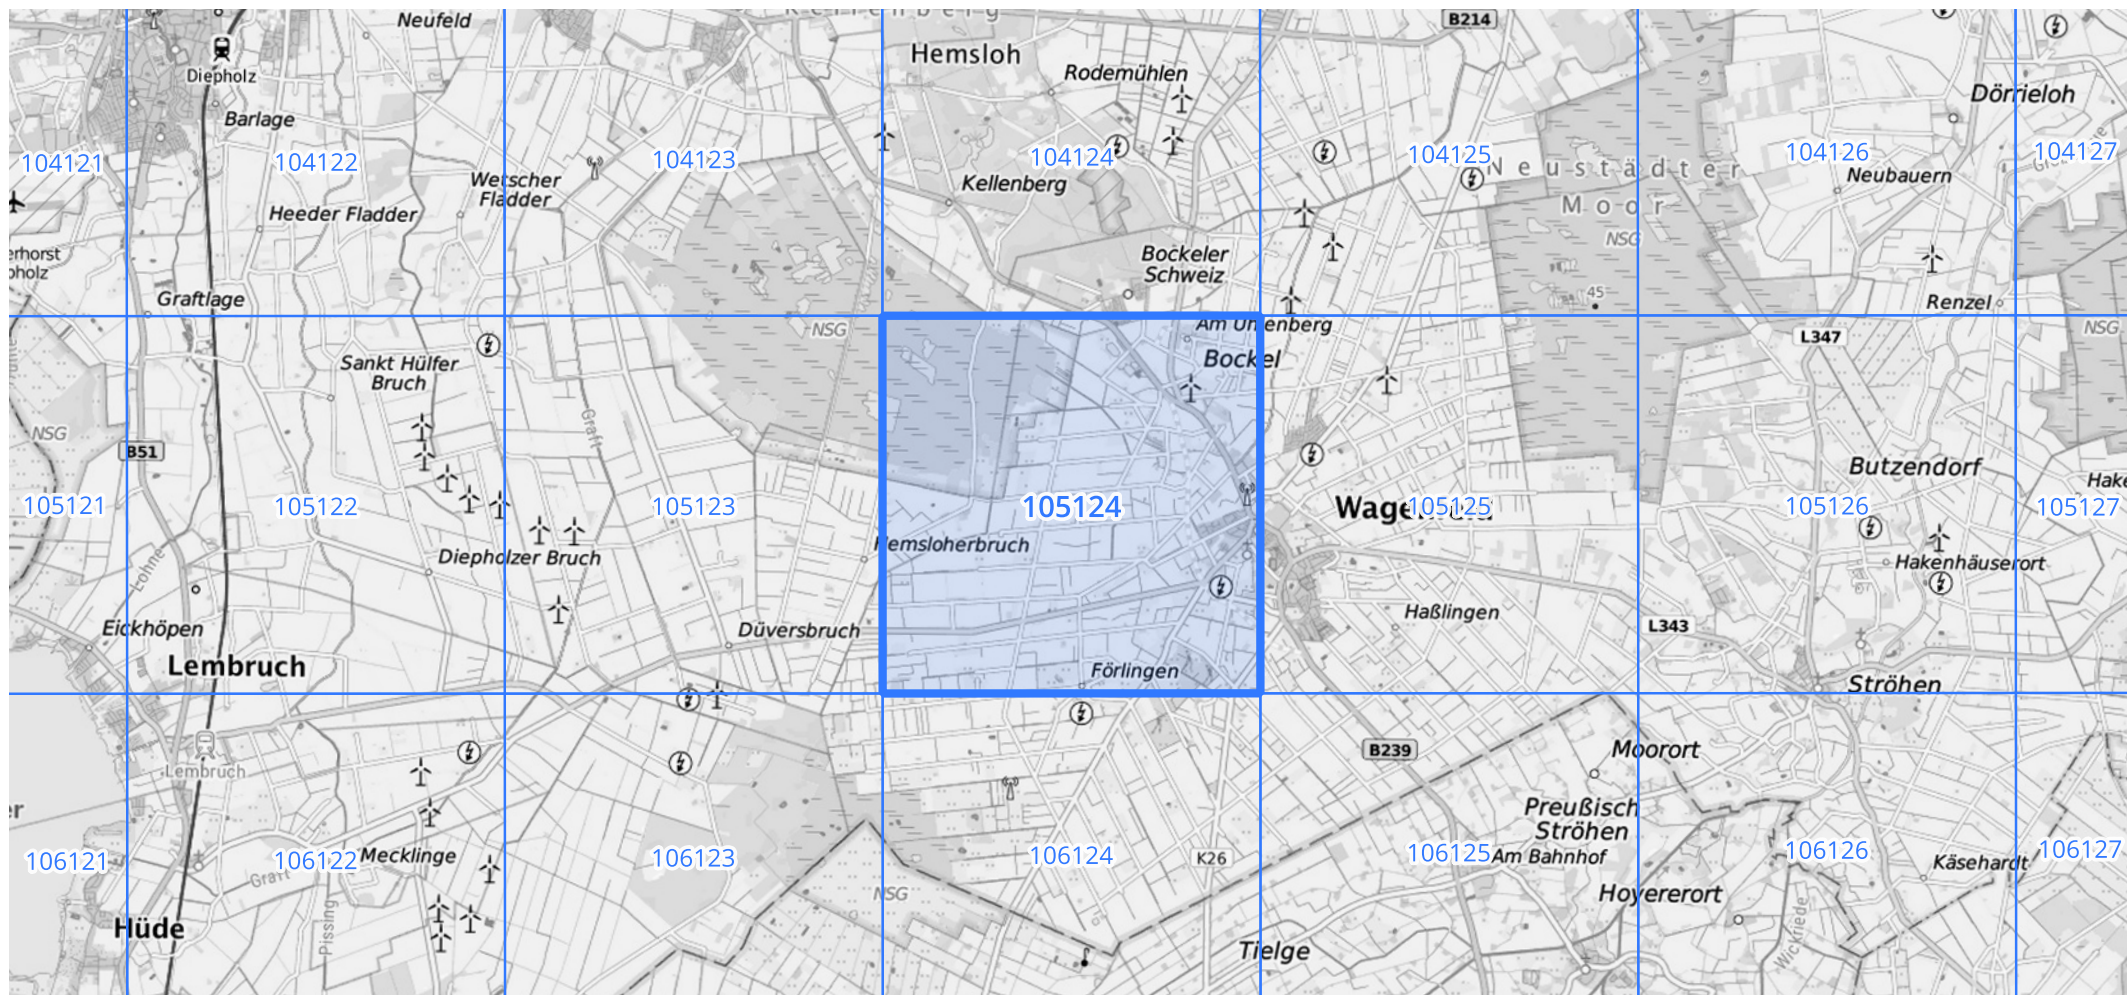 Neufeld
B214
Hemsloh
Diepholz
Rodemühlen
Dörrieloh
Barlage
104121
104122
104123
104124
104125
104126
104127
Neustädter
Moor
NSG
Wetscher
Fladder
Kellenberg
Neubauern
Heeder Fladder
Bockeler
Schweiz
45
Graftlage
Renzel
NSG
NSG
Bockel
L347
Sankt Hülfer
Bruch
Graft
NSG
B51
Butzendorf
105121
105122
105123
105124
105125
105126
105127
Hemsloherbruch
Diepholzer Bruch
Hakenhäuserort
Lohne
Haßlingen
Eickhöpen
Düversbruch
L343
Lembruch
Förlingen
Ströhen
B239
Moorort
Lembruch
Preußisch
Ströhen
106121
106122
Mecklinge
106123
106124
K26
106125
Am Bahnhof
106126
Käsehardt
106127
Graft
NSG
Hoyererort
Hüde
Pissing
Tielge
Wickriede